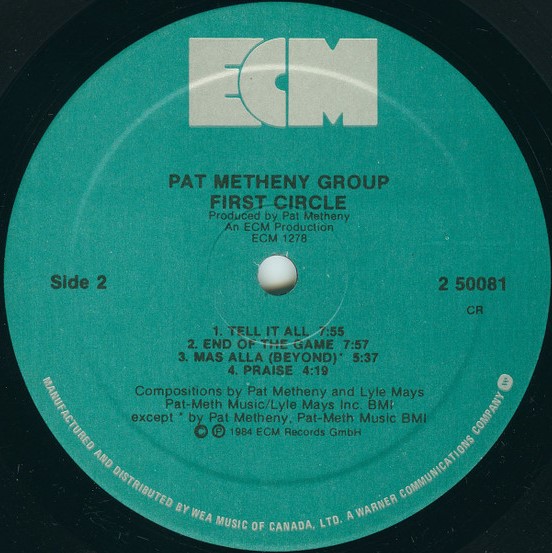 ECM
PAT METHENY GROUP
FIRST CIRCLE
Produced by Pat Metheny
An ECM Production
ECM 1278
Side 2
2 50081
CR
1. TELL IT ALL 7:55
2. END OF THE GAME 7:57
3. MAS ALLA (BEYOND)* 5:37
4. PRAISE 4:19
Compositions by Pat Metheny and Lyle Mays
Pat-Meth Music/Lyle Mays Inc. BMI
except * by Pat Metheny, Pat-Meth Music BMI
© ℗ 1984 ECM Records GmbH
MANUFACTURED AND DISTRIBUTED BY WEA MUSIC OF CANADA, LTD. A WARNER COMMUNICATIONS COMPANY